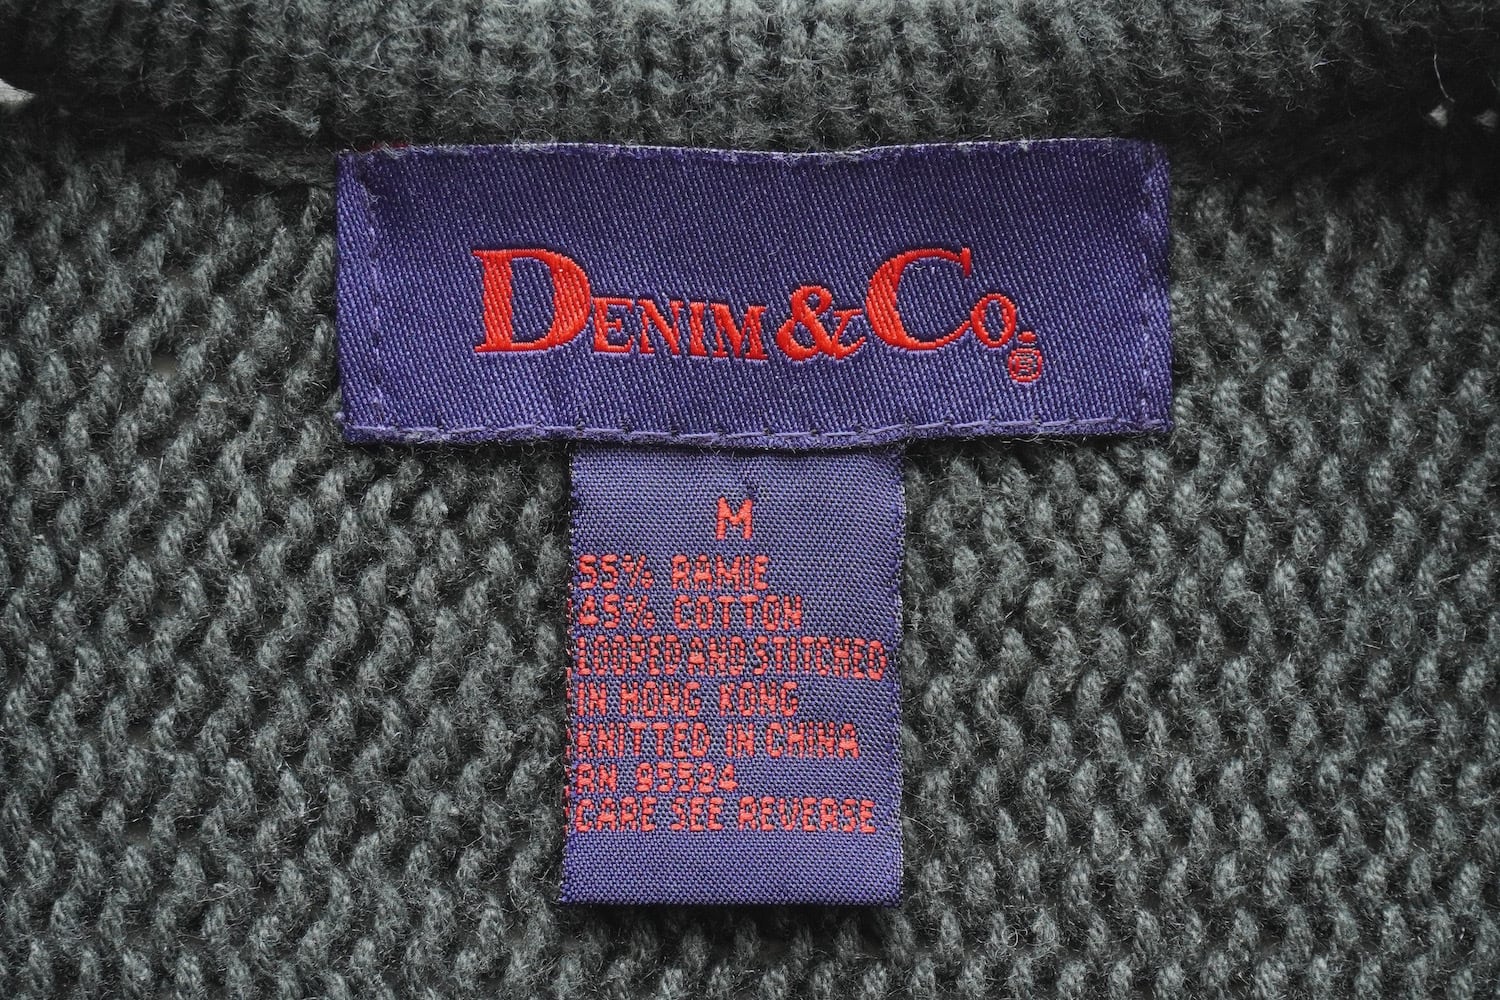 DENIM & CO.®
M
55% RAMIE
45% COTTON
LOOPED AND STITCHED
IN HONG KONG
KNITTED IN CHINA
RN 95524
CARE SEE REVERSE